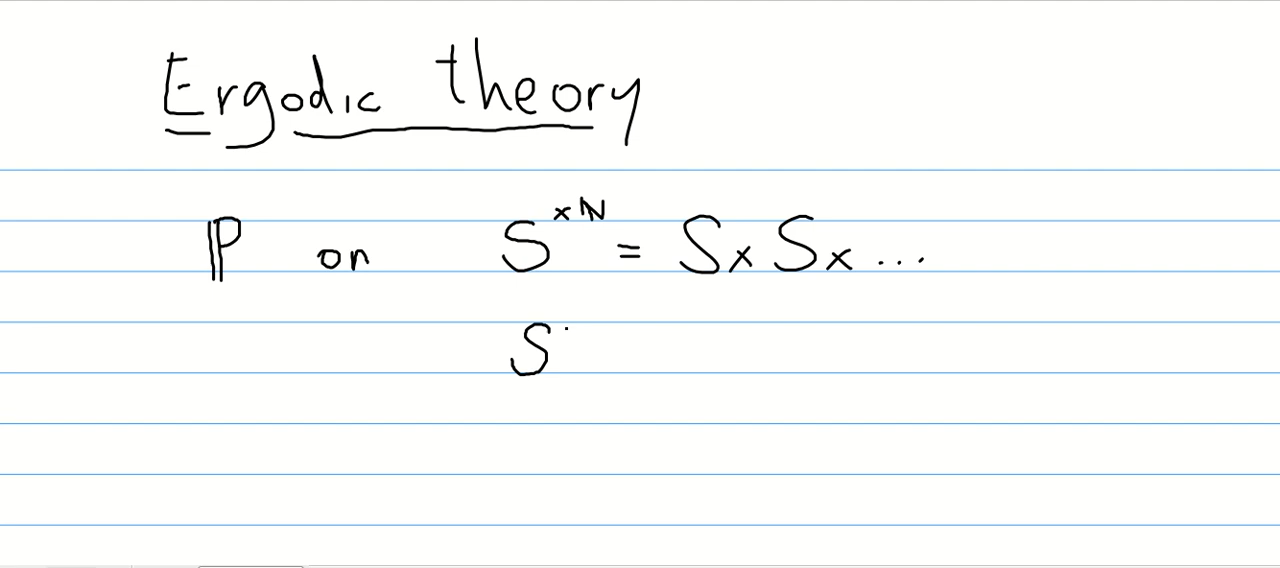 Ergodic theory
ℙ on S^{×ℕ} = S × S × ...
S